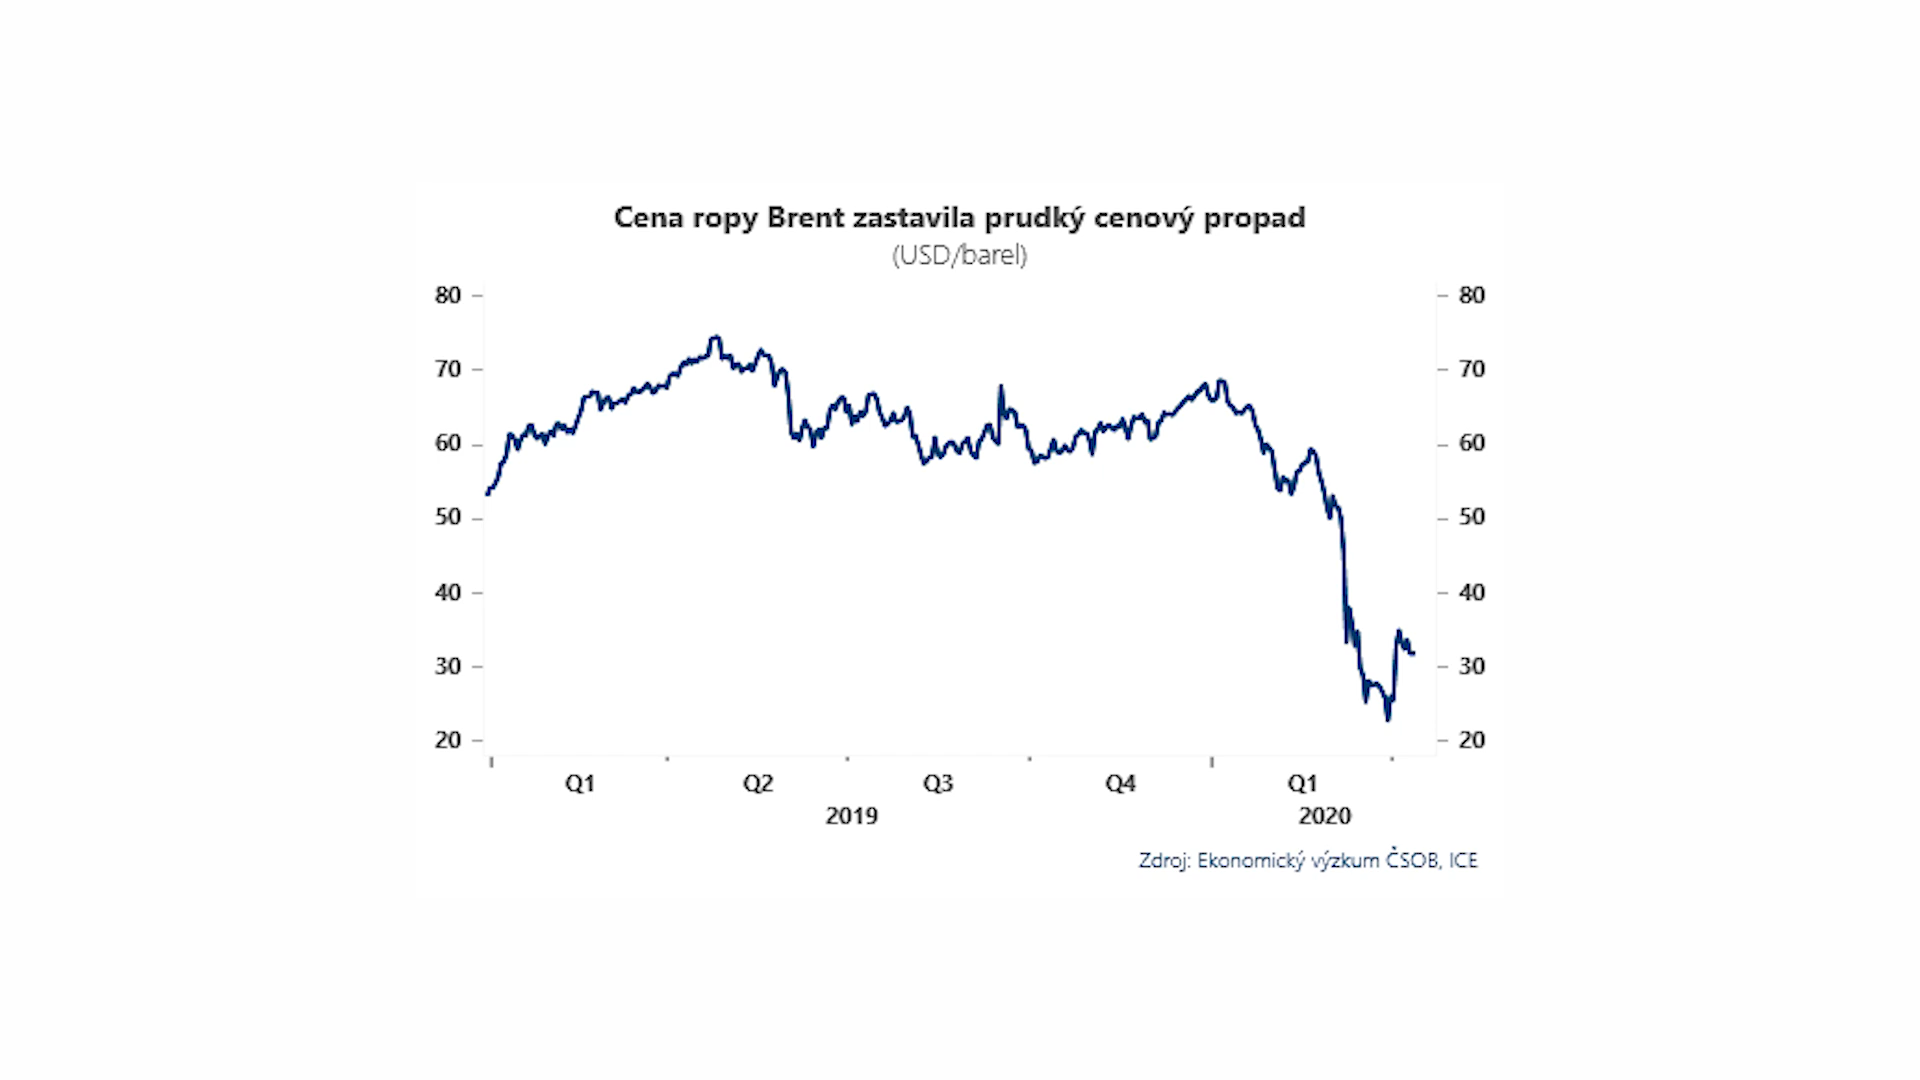 Cena ropy Brent zastavila prudký cenový propad
(USD/barel)
80 80
70 70
60 60
50 50
40 40
30 30
20 20
Q1 Q2 Q3 Q4 Q1
2019 2020
Zdroj: Ekonomický výzkum ČSOB, ICE